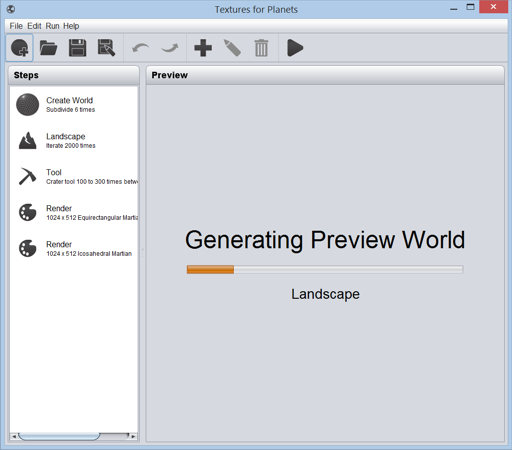 Textures for Planets
File Edit Run Help
Steps
Create World
Subdivide 6 times
Landscape
Iterate 2000 times
Tool
Crater tool 100 to 300 times betw
Render
1024 x 512 Equirectangular Martia
Render
1024 x 512 Icosahedral Martian
Preview
Generating Preview World
Landscape